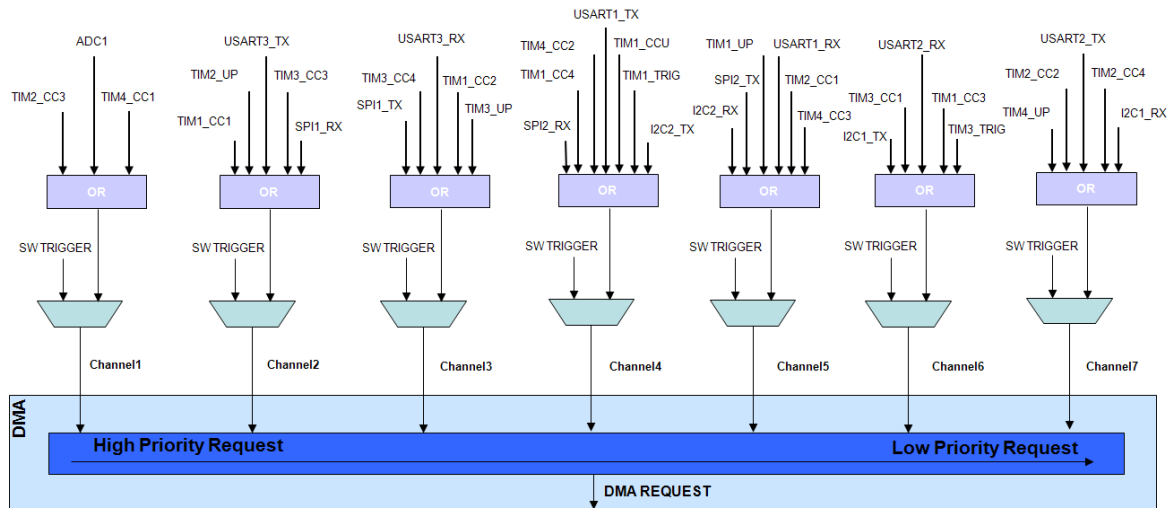 USART1_TX
ADC1
USART3_TX
USART3_RX
USART2_RX
USART2_TX
TIM4_CC2
TIM1_CCU
TIM1_UP
USART1_RX
TIM2_UP
TIM3_CC3
TIM3_CC4
TIM1_CC2
TIM1_CC4
TIM1_TRIG
SPI2_TX
TIM2_CC1
TIM2_CC2
TIM2_CC4
TIM2_CC3
TIM4_CC1
SPI1_TX
TIM3_UP
I2C2_RX
TIM4_CC3
TIM3_CC1
TIM1_CC3
TIM4_UP
I2C1_RX
TIM1_CC1
SPI1_RX
SPI2_RX
I2C2_TX
I2C1_TX
TIM3_TRIG
OR
OR
OR
OR
OR
OR
OR
SW TRIGGER
SW TRIGGER
SW TRIGGER
SW TRIGGER
SW TRIGGER
SW TRIGGER
SW TRIGGER
Channel1
Channel2
Channel3
Channel4
Channel5
Channel6
Channel7
DMA
High Priority Request
Low Priority Request
DMA REQUEST